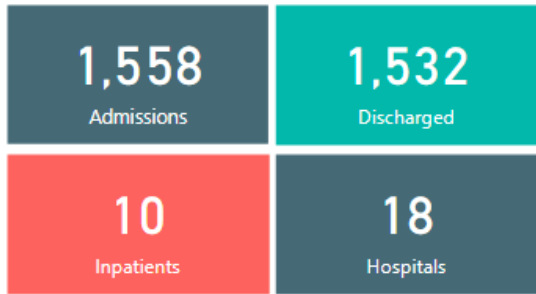 1,558
Admissions
1,532
Discharged
10
Inpatients
18
Hospitals